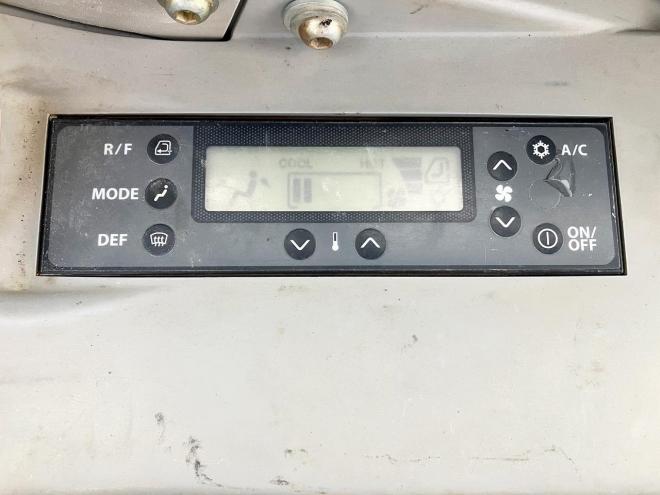 R/F
MODE
DEF
COOL
HOT
A/C
ON/
OFF